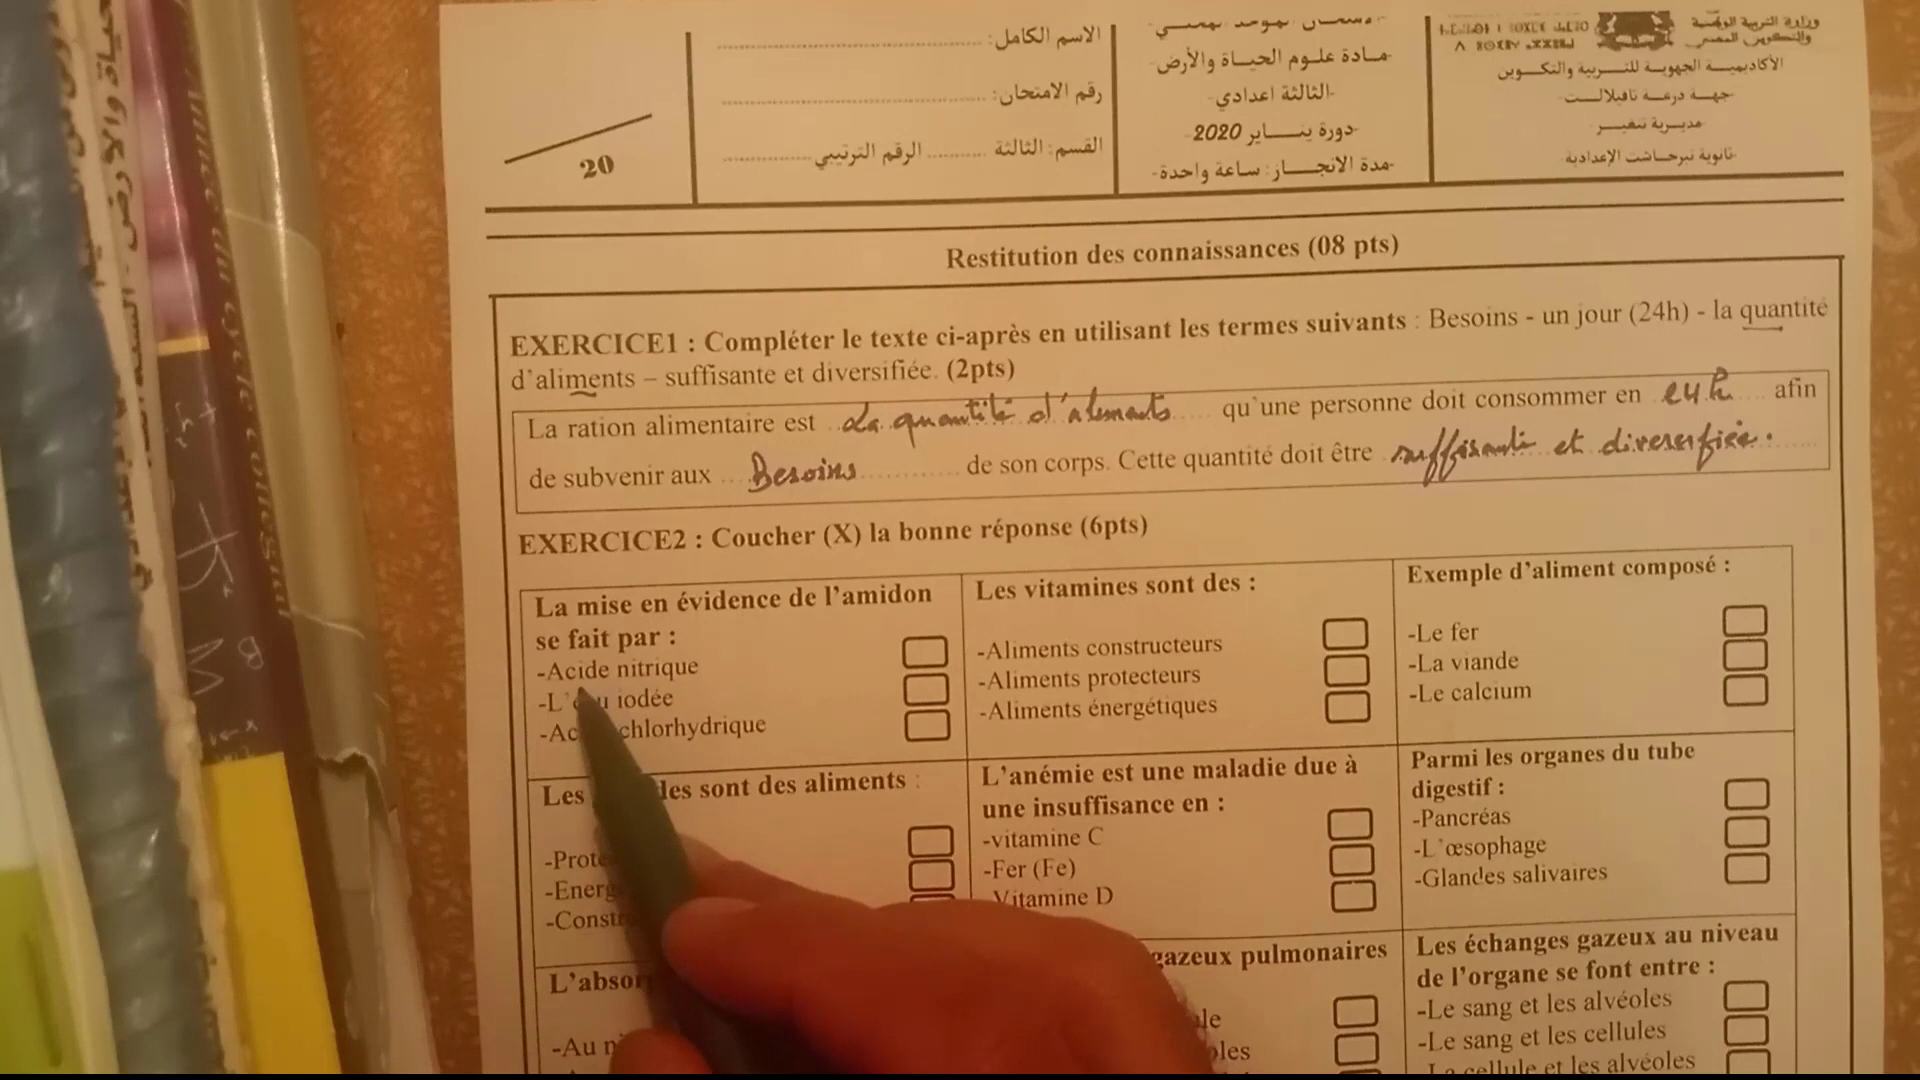 وزارة التربية الوطنية
الأكاديمية الجهوية للتربية والتكوين
جهة درعة تافيلالت
مديرية تنغير
ثانوية تيرحاشت الإعدادية
مادة علوم الحياة والأرض
الثالثة اعدادي
دورة يناير 2020
مدة الانجاز: ساعة واحدة
الاسم الكامل:
رقم الامتحان:
القسم: الثالثة .......... الرقم الترتيبي
20
Restitution des connaissances (08 pts)
EXERCICE1 : Compléter le texte ci-après en utilisant les termes suivants : Besoins - un jour (24h) - la quantité
d'aliments – suffisante et diversifiée. (2pts)
La ration alimentaire est La quantité d'aliments qu'une personne doit consommer en 24h afin
de subvenir aux Besoins de son corps. Cette quantité doit être suffisante et diversifiée.
EXERCICE2 : Coucher (X) la bonne réponse (6pts)
La mise en évidence de l'amidon
se fait par :
-Acide nitrique
-L'eau iodée
chlorhydrique
Les vitamines sont des :
-Aliments constructeurs
-Aliments protecteurs
-Aliments énergétiques
Exemple d'aliment composé :
-Le fer
-La viande
-Le calcium
Les sont des aliments :
L'anémie est une maladie due à
une insuffisance en :
-vitamine C
-Fer (Fe)
Vitamine D
Parmi les organes du tube
digestif :
-Pancréas
-L'œsophage
-Glandes salivaires
gazeux pulmonaires
Les échanges gazeux au niveau
de l'organe se font entre :
-Le sang et les alvéoles
-Le sang et les cellules
La cellule et les alvéoles
-Au